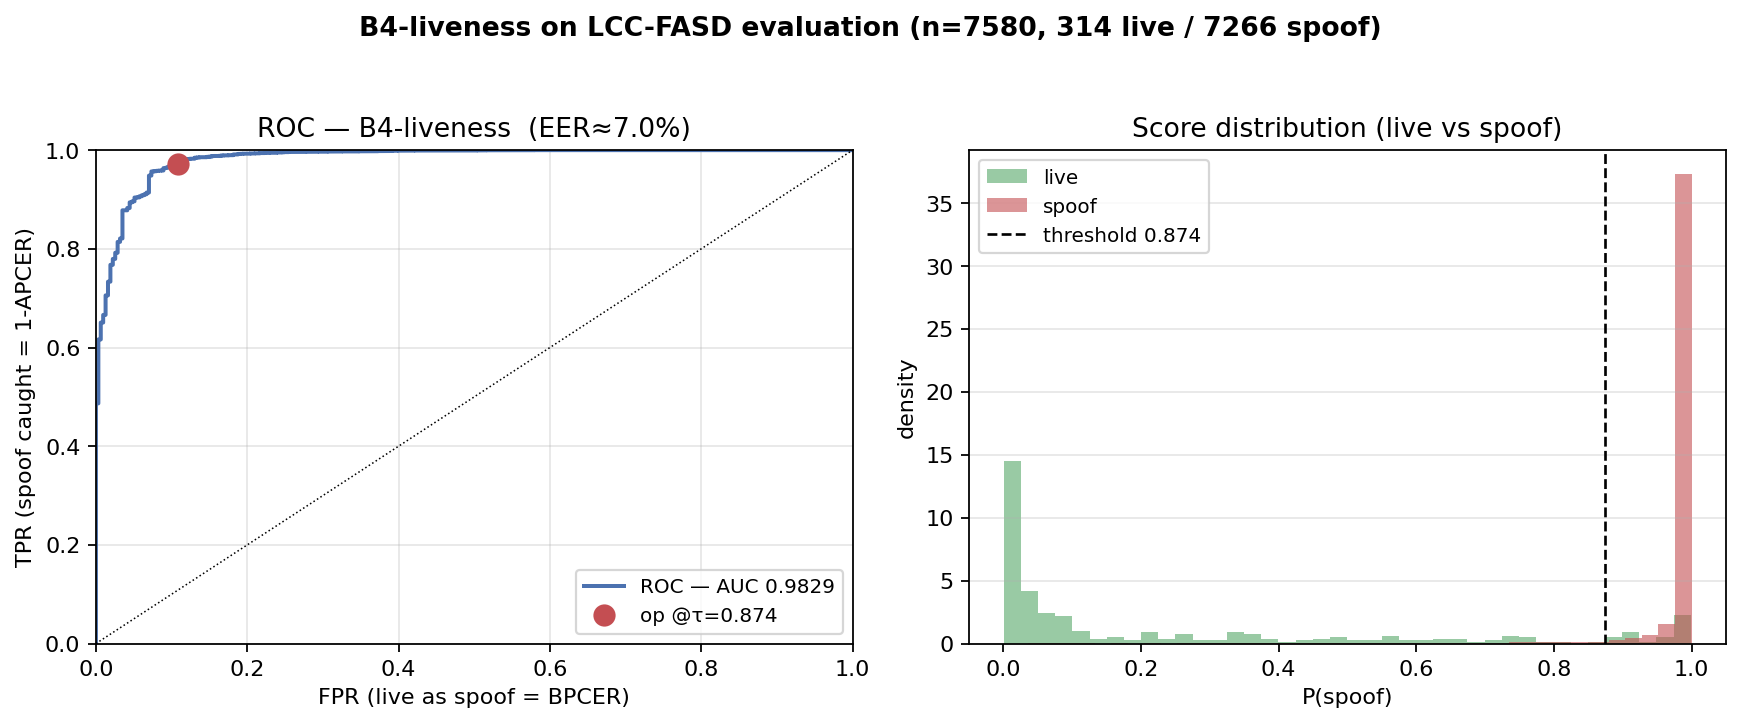 B4-liveness on LCC-FASD evaluation (n=7580, 314 live / 7266 spoof)
ROC — B4-liveness (EER≈7.0%)
TPR (spoof caught = 1-APCER)
1.0
0.8
0.6
0.4
0.2
0.0
0.0 0.2 0.4 0.6 0.8 1.0
FPR (live as spoof = BPCER)
ROC — AUC 0.9829
op @τ=0.874
Score distribution (live vs spoof)
live
spoof
threshold 0.874
density
35
30
25
20
15
10
5
0
0.0 0.2 0.4 0.6 0.8 1.0
P(spoof)